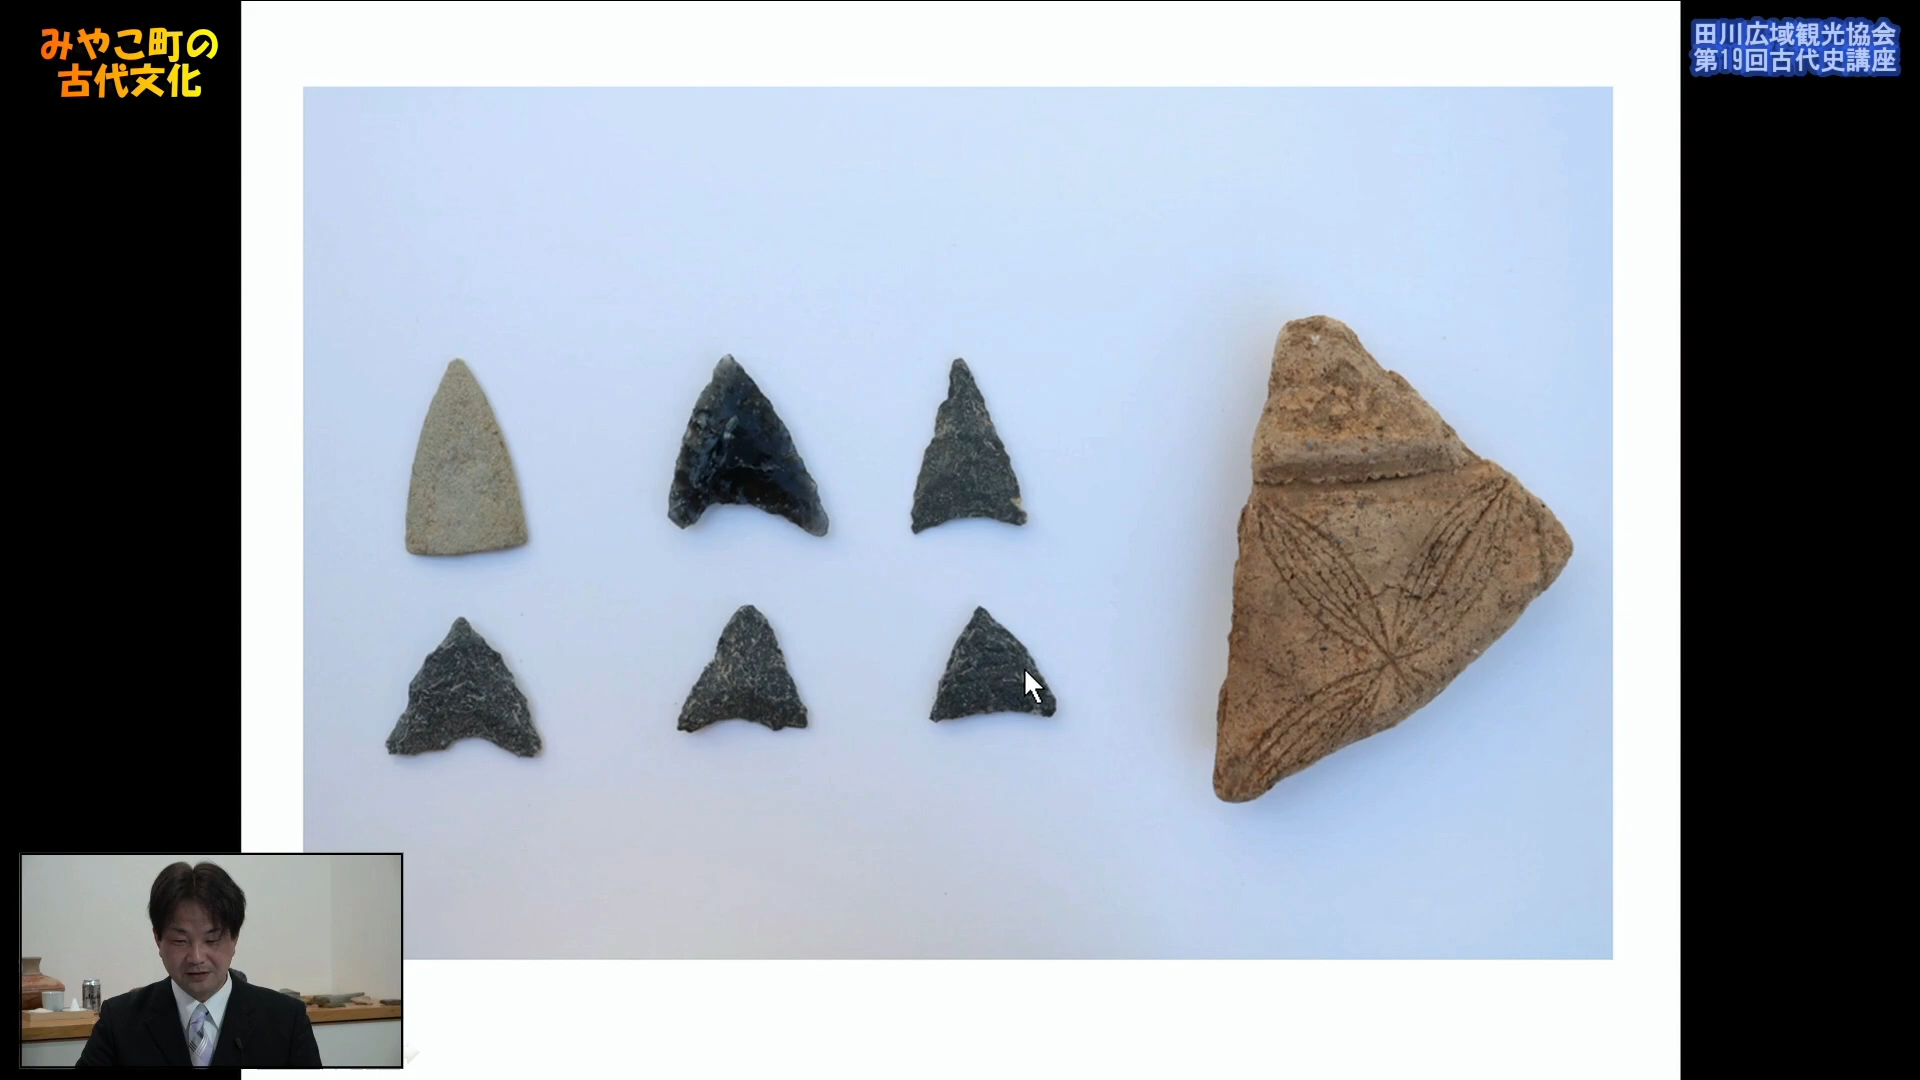 みやこ町の
古代文化
田川広域観光協会
第19回古代史講座